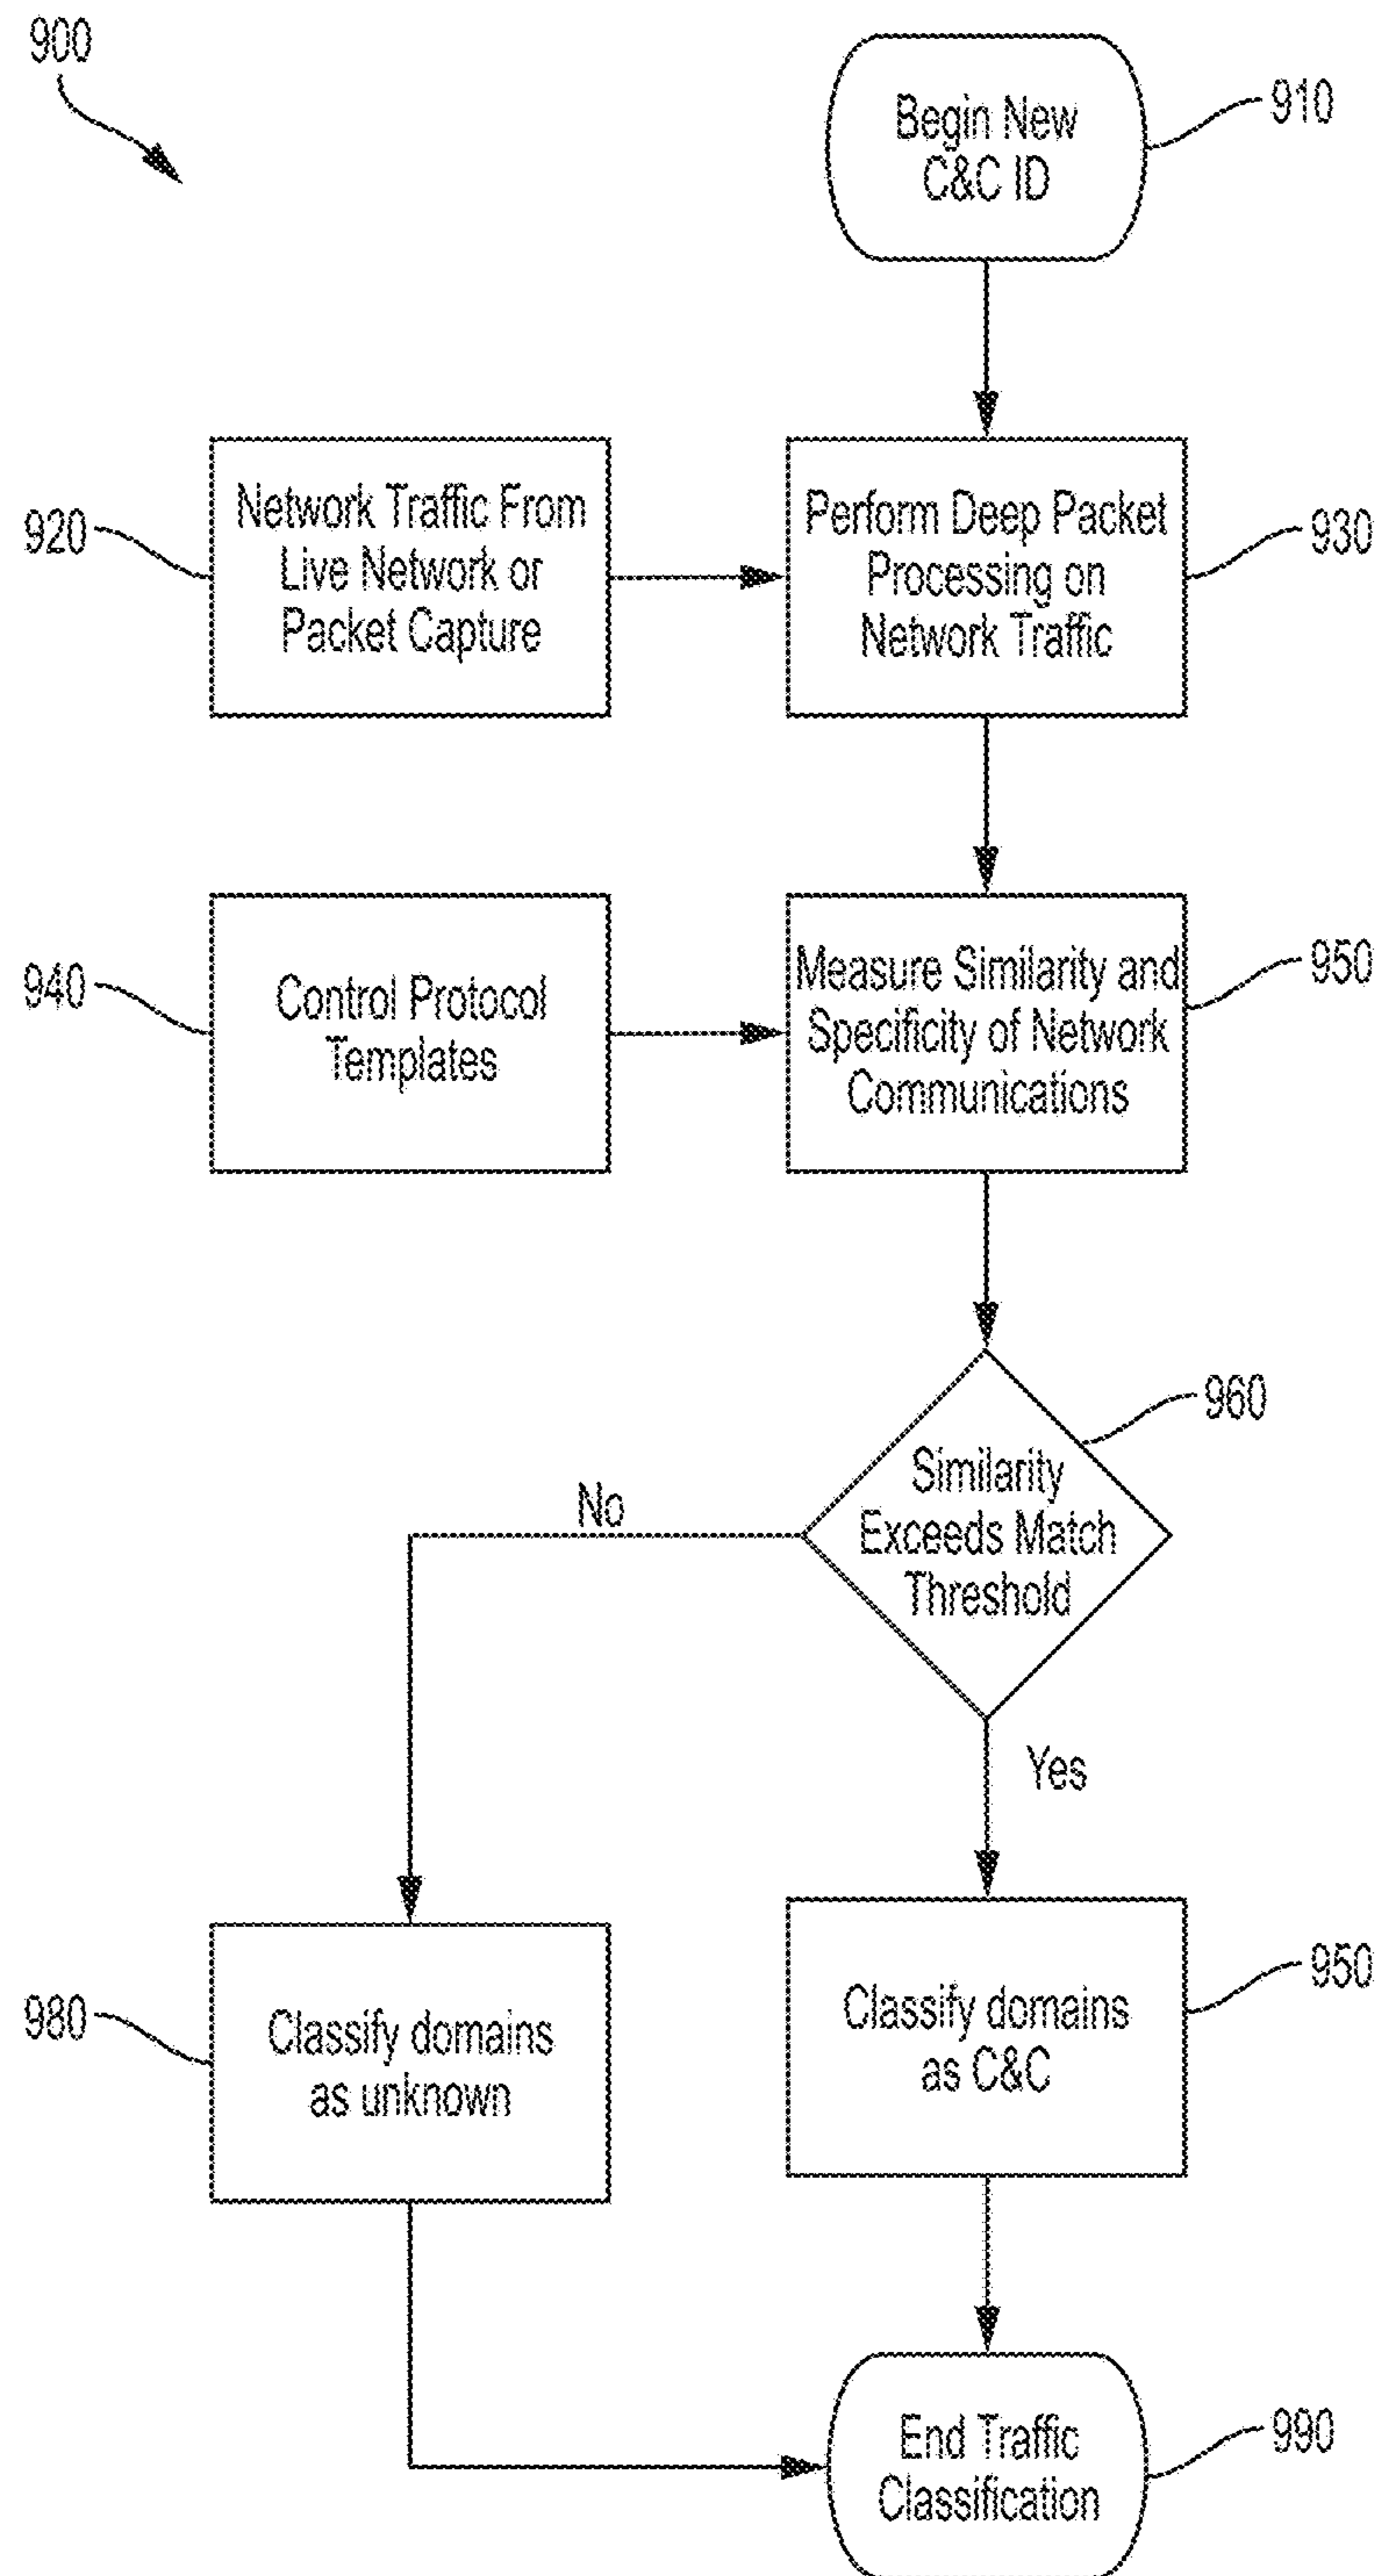 900
Begin New
C&C ID
910
920
Network Traffic From
Live Network or
Packet Capture
Perform Deep Packet
Processing on
Network Traffic
930
940
Control Protocol
Templates
Measure Similarity and
Specificity of Network
Communications
950
Similarity
Exceeds Match
Threshold
960
No
Yes
980
Classify domains
as unknown
Classify domains
as C&C
950
End Traffic
Classification
990